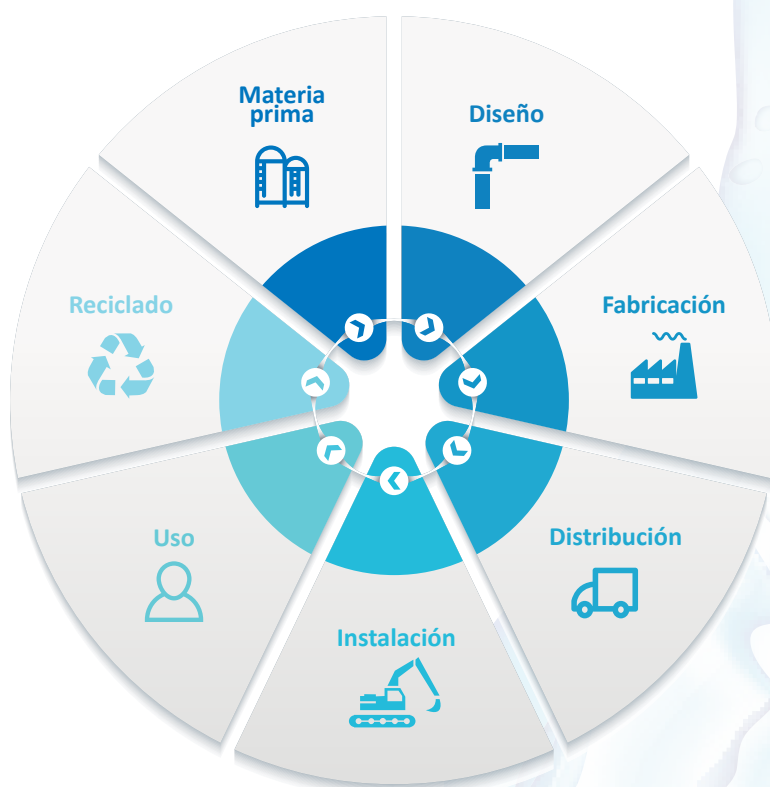 Materia
prima
Diseño
Fabricación
Distribución
Instalación
Uso
Reciclado